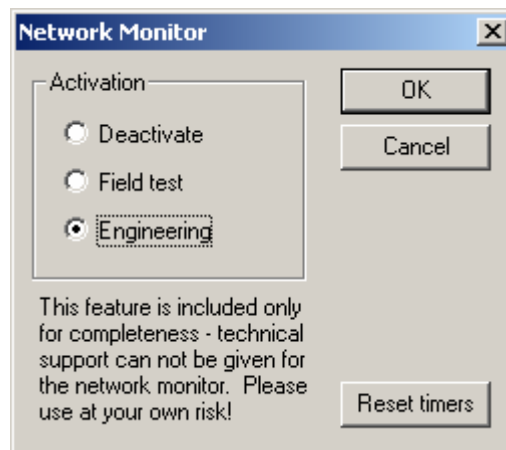 Network Monitor
Activation
Deactivate
Field test
Engineering
OK
Cancel
This feature is included only
for completeness - technical
support can not be given for
the network monitor.  Please
use at your own risk!
Reset timers